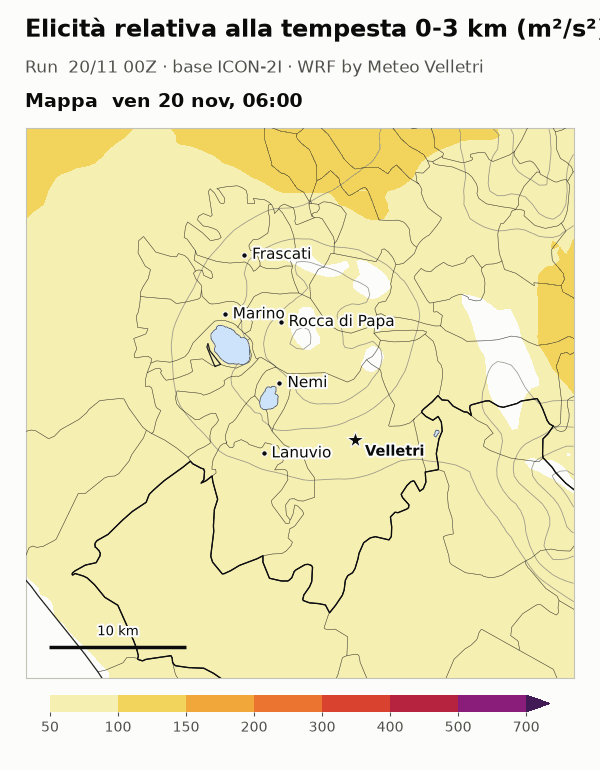 Elicità relativa alla tempesta 0-3 km (m²/s²)
Run 20/11 00Z · base ICON-2I · WRF by Meteo Velletri
Mappa ven 20 nov, 06:00
Frascati
Marino
Rocca di Papa
Nemi
Velletri
Lanuvio
10 km
50 100 150 200 300 400 500 700